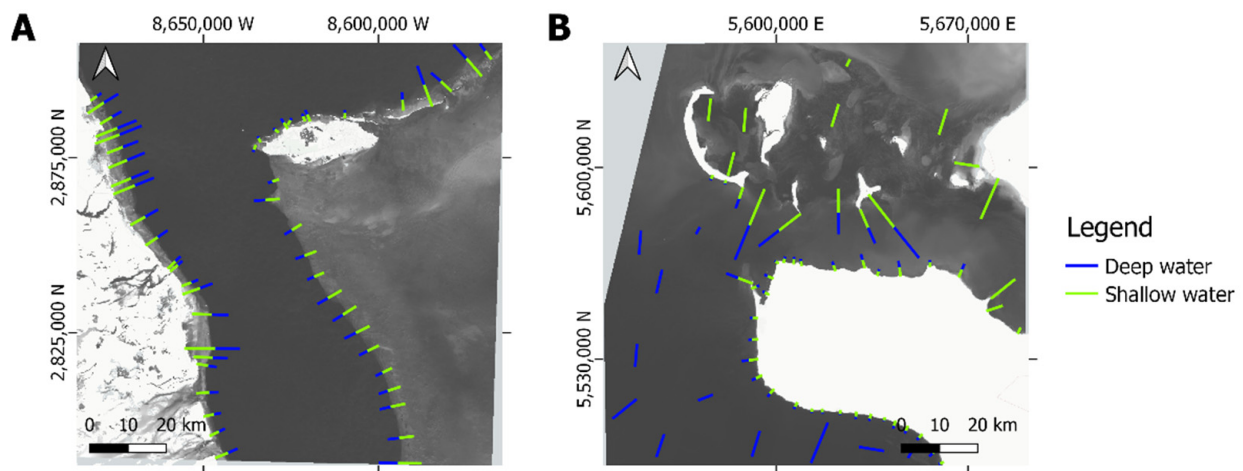 A
8,650,000 W
8,600,000 W
2,875,000 N
2,825,000 N
0 10 20 km
B
5,600,000 E
5,670,000 E
5,600,000 N
5,530,000 N
0 10 20 km
Legend
Deep water
Shallow water